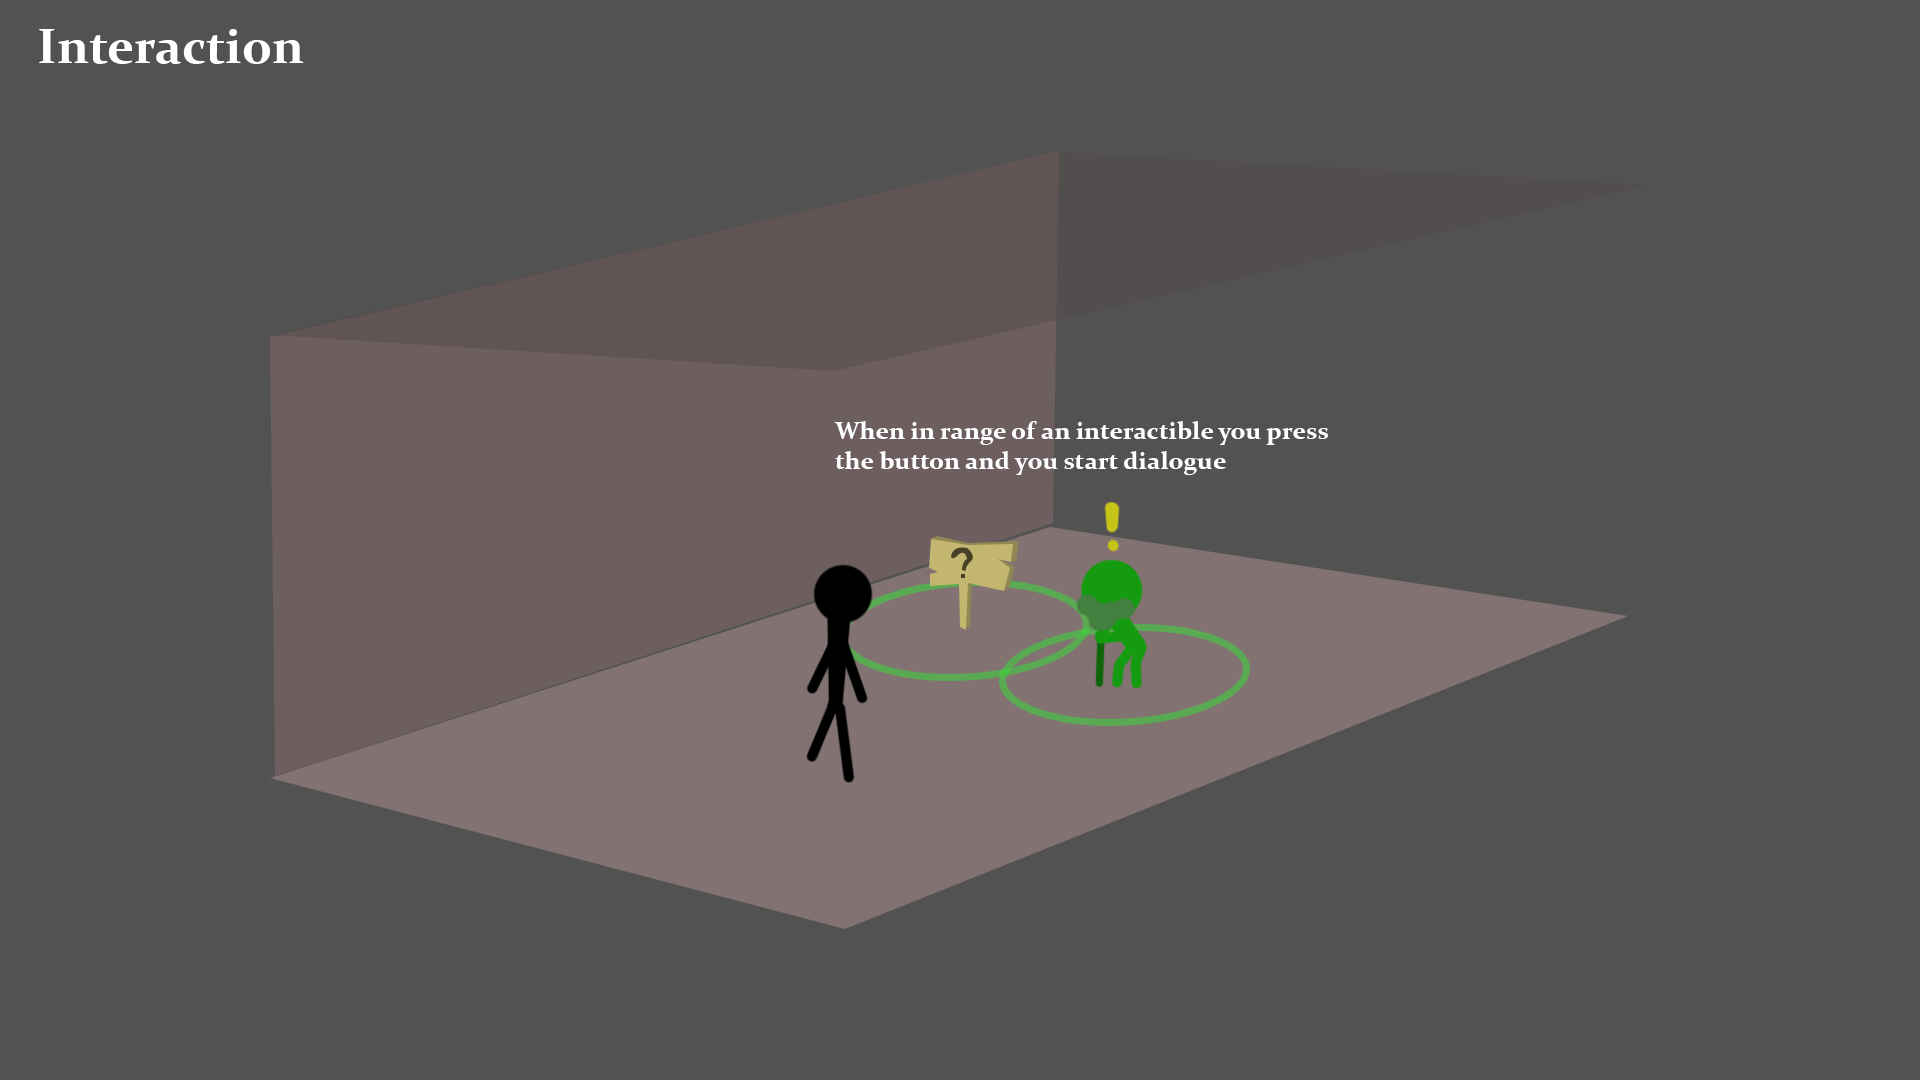 Interaction
When in range of an interactible you press
the button and you start dialogue
!
?